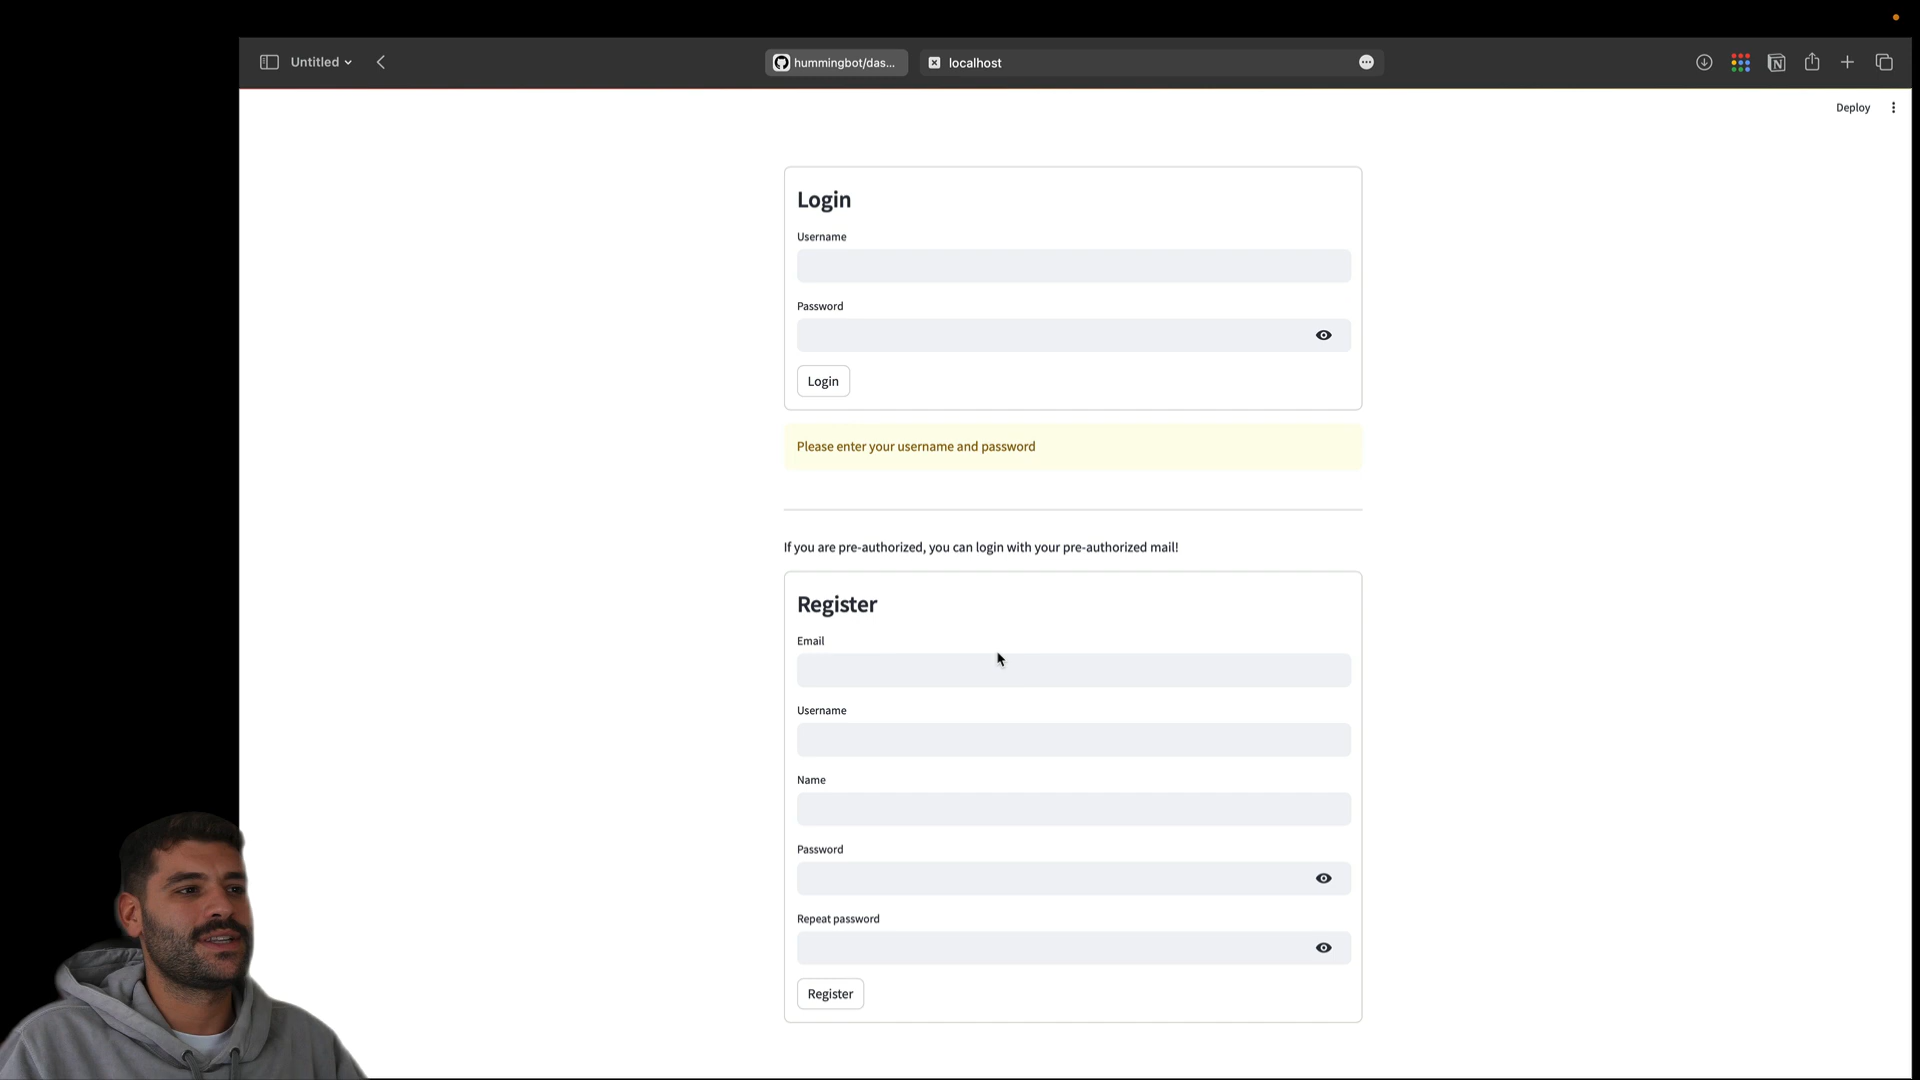 Untitled
hummingbot/das...
localhost
Deploy
Login
Username
Password
Login
Please enter your username and password
If you are pre-authorized, you can login with your pre-authorized mail!
Register
Email
Username
Name
Password
Repeat password
Register